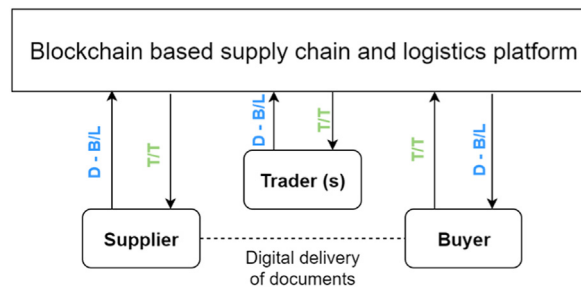 Blockchain based supply chain and logistics platform
D - B/L
T/T
D - B/L
T/T
T/T
D - B/L
Trader (s)
Supplier
Buyer
Digital delivery
of documents